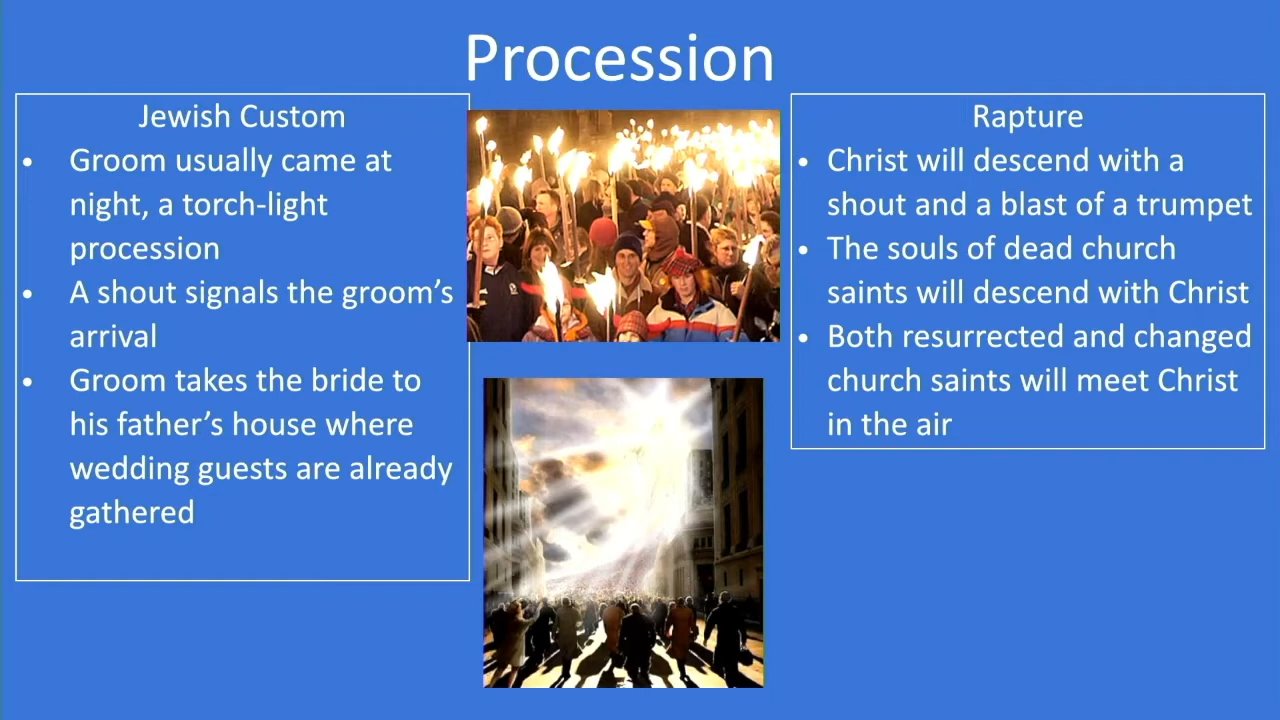 Procession
Jewish Custom
• Groom usually came at
night, a torch-light
procession
• A shout signals the groom’s
arrival
• Groom takes the bride to
his father’s house where
wedding guests are already
gathered
Rapture
• Christ will descend with a
shout and a blast of a trumpet
• The souls of dead church
saints will descend with Christ
• Both resurrected and changed
church saints will meet Christ
in the air